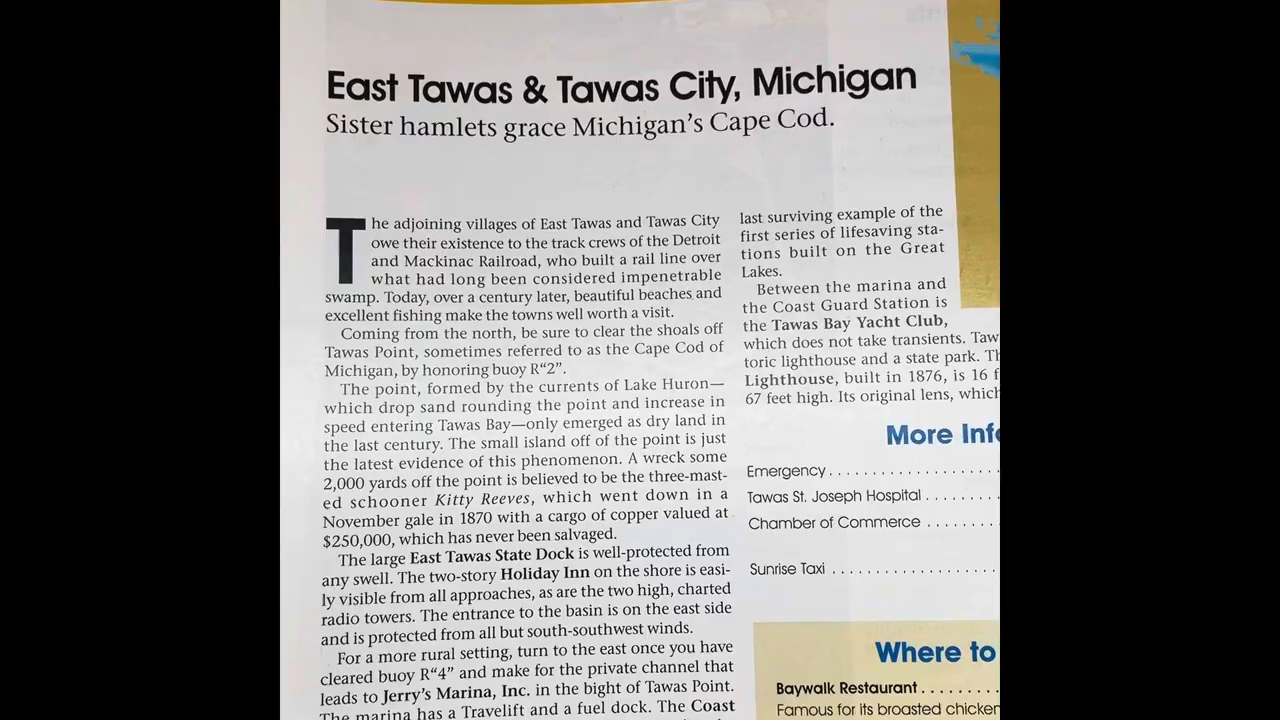 East Tawas & Tawas City, Michigan
Sister hamlets grace Michigan's Cape Cod.
The adjoining villages of East Tawas and Tawas City
owe their existence to the track crews of the Detroit
and Mackinac Railroad, who built a rail line over
what had long been considered impenetrable
swamp. Today, over a century later, beautiful beaches and
excellent fishing make the towns well worth a visit.
Coming from the north, be sure to clear the shoals off
Tawas Point, sometimes referred to as the Cape Cod of
Michigan, by honoring buoy R“2”.
The point, formed by the currents of Lake Huron—
which drop sand rounding the point and increase in
speed entering Tawas Bay—only emerged as dry land in
the last century. The small island off of the point is just
the latest evidence of this phenomenon. A wreck some
2,000 yards off the point is believed to be the three-mast-
ed schooner Kitty Reeves, which went down in a
November gale in 1870 with a cargo of copper valued at
$250,000, which has never been salvaged.
The large East Tawas State Dock is well-protected from
any swell. The two-story Holiday Inn on the shore is easi-
ly visible from all approaches, as are the two high, charted
radio towers. The entrance to the basin is on the east side
and is protected from all but south-southwest winds.
For a more rural setting, turn to the east once you have
cleared buoy R“4” and make for the private channel that
leads to Jerry's Marina, Inc. in the bight of Tawas Point.
The marina has a Travelift and a fuel dock. The Coast
last surviving example of the
first series of lifesaving sta-
tions built on the Great
Lakes.
Between the marina and
the Coast Guard Station is
the Tawas Bay Yacht Club,
which does not take transients. Taw
toric lighthouse and a state park. Th
Lighthouse, built in 1876, is 16 f
67 feet high. Its original lens, which
More Info
Emergency . . . . . . . . . . . . . . . . . . . .
Tawas St. Joseph Hospital . . . . . . . .
Chamber of Commerce . . . . . . . .
Sunrise Taxi . . . . . . . . . . . . . . . . . . . .
Where to
Baywalk Restaurant . . . . . . . . .
Famous for its broasted chicken